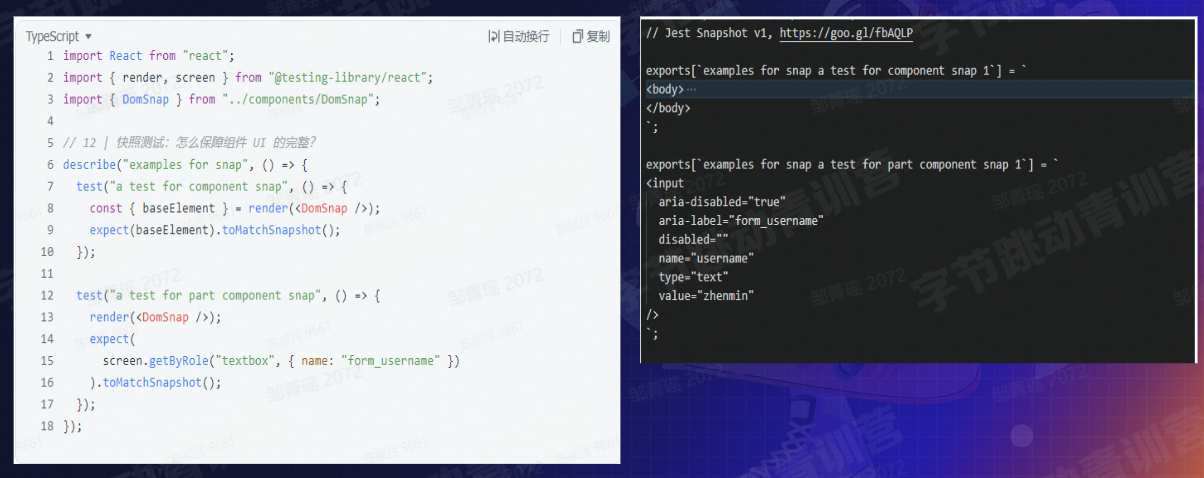 TypeScript
自动换行
复制
1 import React from "react";
2 import { render, screen } from "@testing-library/react";
3 import { DomSnap } from "../components/DomSnap";
4
5 // 12 | 快照测试：怎么保障组件 UI 的完整？
6 describe("examples for snap", () => {
7 test("a test for component snap", () => {
8 const { baseElement } = render(<DomSnap />);
9 expect(baseElement).toMatchSnapshot();
10 });
11
12 test("a test for part component snap", () => {
13 render(<DomSnap />);
14 expect(
15 screen.getByRole("textbox", { name: "form_username" })
16 ).toMatchSnapshot();
17 });
18 });
// Jest Snapshot v1, https://goo.gl/fbAQLP
exports[`examples for snap a test for component snap 1`] = `
<body>…
</body>
`;
exports[`examples for snap a test for part component snap 1`] = `
<input
aria-disabled="true"
aria-label="form_username"
disabled=""
name="username"
type="text"
value="zhenmin"
/>
`;
字节跳动青训营
邹菁瑶 2072